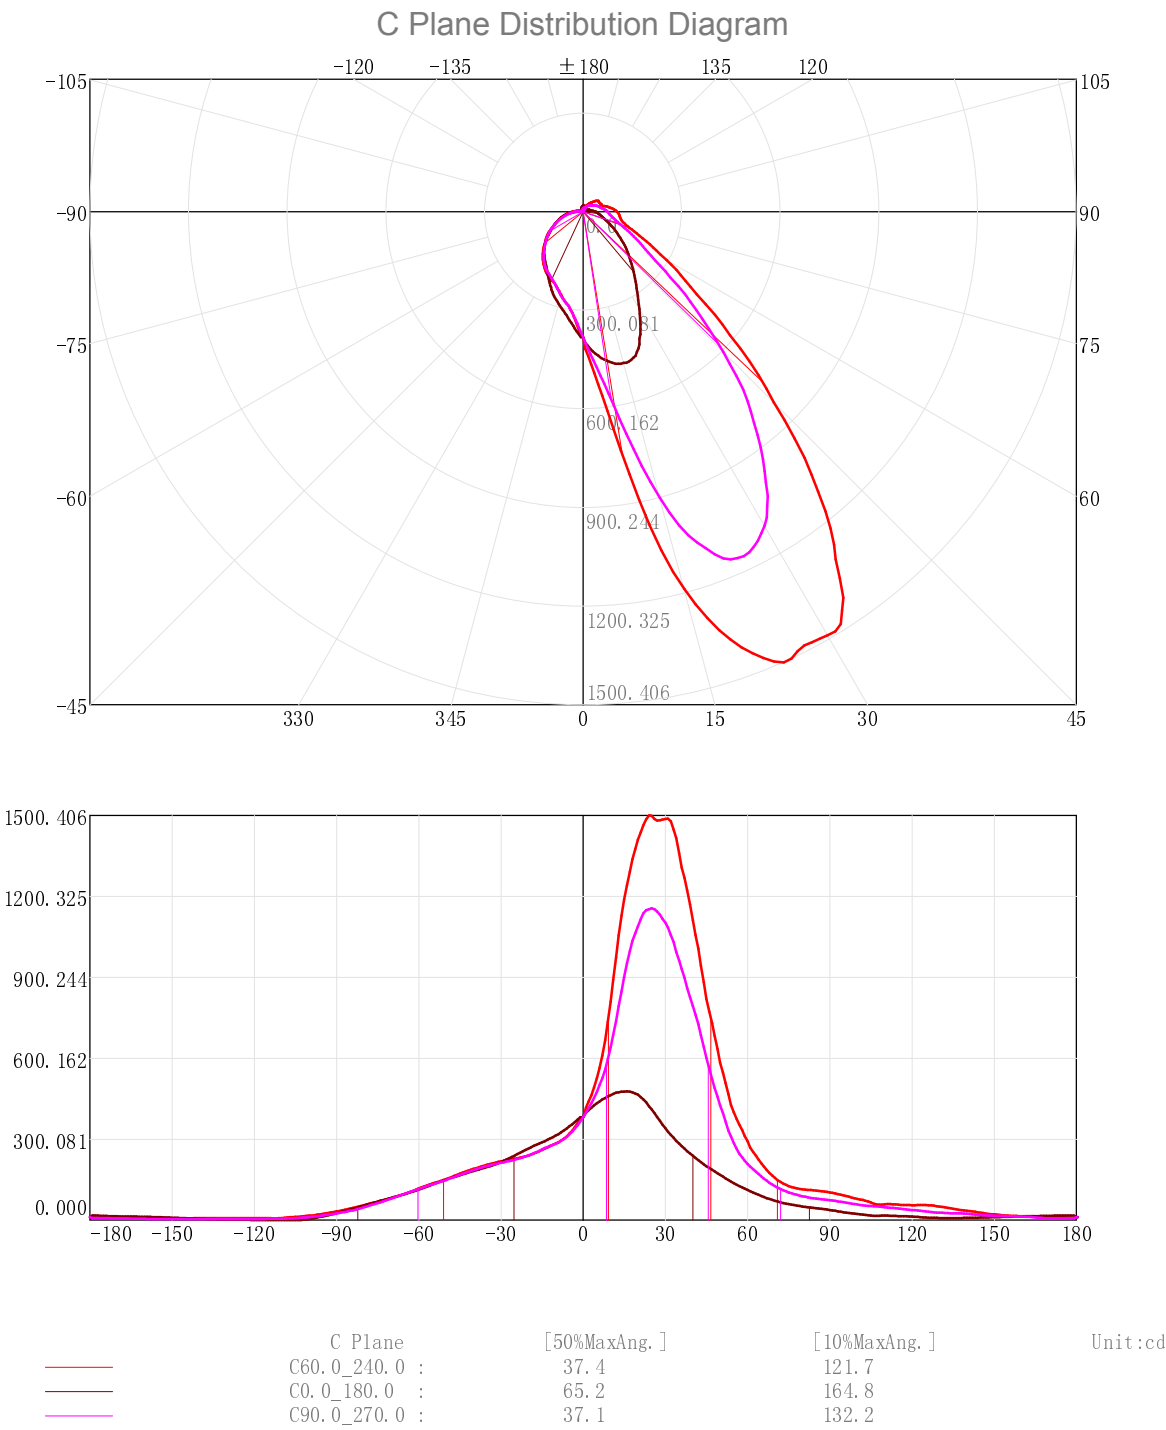 C Plane Distribution Diagram
-120 -135 ±180 135 120
-105 105
-90 90
0.0
300.081
-75 75
600.162
-60 60
900.244
1200.325
1500.406
-45
330 345 0 15 30 45
1500.406
1200.325
900.244
600.162
300.081
0.000
-180 -150 -120 -90 -60 -30 0 30 60 90 120 150 180
C Plane [50%MaxAng.] [10%MaxAng.] Unit:cd
C60.0_240.0 : 37.4 121.7
C0.0_180.0 : 65.2 164.8
C90.0_270.0 : 37.1 132.2